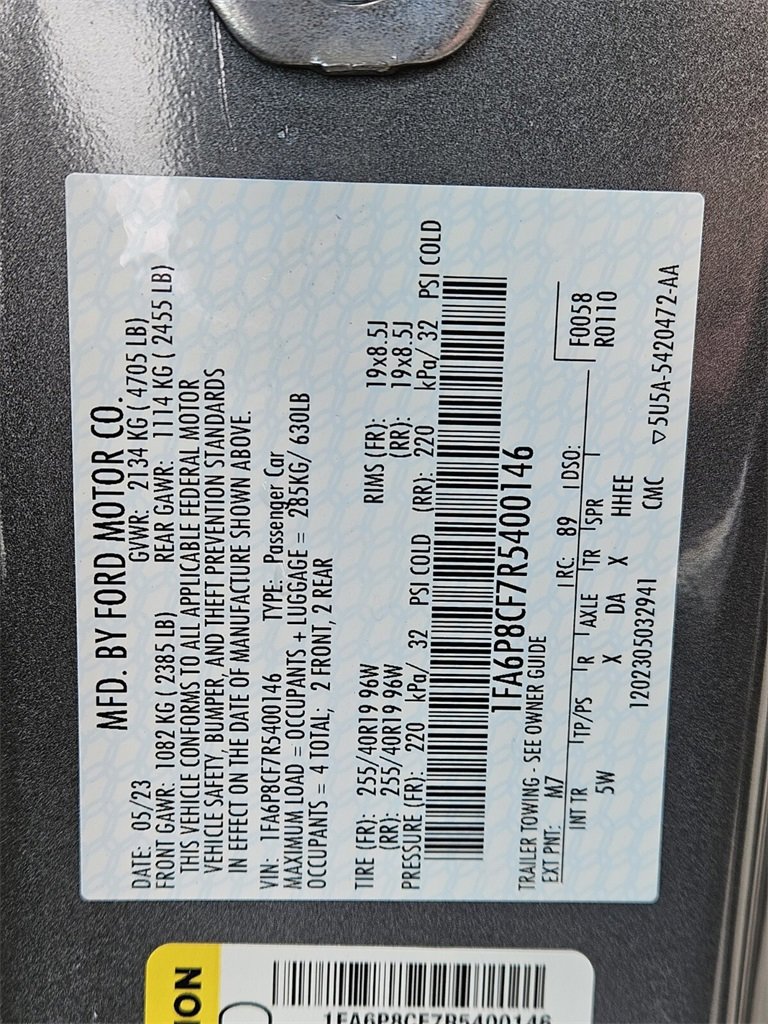 MFD. BY FORD MOTOR CO.
DATE: 05/23 GVWR: 2134 KG ( 4705 LB)
FRONT GAWR: 1082 KG ( 2385 LB) REAR GAWR: 1114 KG ( 2455 LB)
THIS VEHICLE CONFORMS TO ALL APPLICABLE FEDERAL MOTOR
VEHICLE SAFETY, BUMPER, AND THEFT PREVENTION STANDARDS
IN EFFECT ON THE DATE OF MANUFACTURE SHOWN ABOVE.
VIN: 1FA6P8CF7R5400146 TYPE: Passenger Car
MAXIMUM LOAD = OCCUPANTS + LUGGAGE = 285KG/ 630LB
OCCUPANTS = 4 TOTAL; 2 FRONT, 2 REAR
TIRE (FR): 255/40R19 96W RIMS (FR): 19x8.5J
(RR): 255/40R19 96W (RR): 19x8.5J
PRESSURE (FR): 220 kPa/ 32 PSI COLD (RR): 220 kPa/ 32 PSI COLD
1FA6P8CF7R5400146
TRAILER TOWING - SEE OWNER GUIDE
EXT PNT: M7 RC: 89 DSO: F0058
R0110
INT TR TP/PS R AXLE TR SPR
5W X DA X HHEE
1202305032941 CMC ▽5U5A-5420472-AA
ION
1FA6P8CF7R5400146